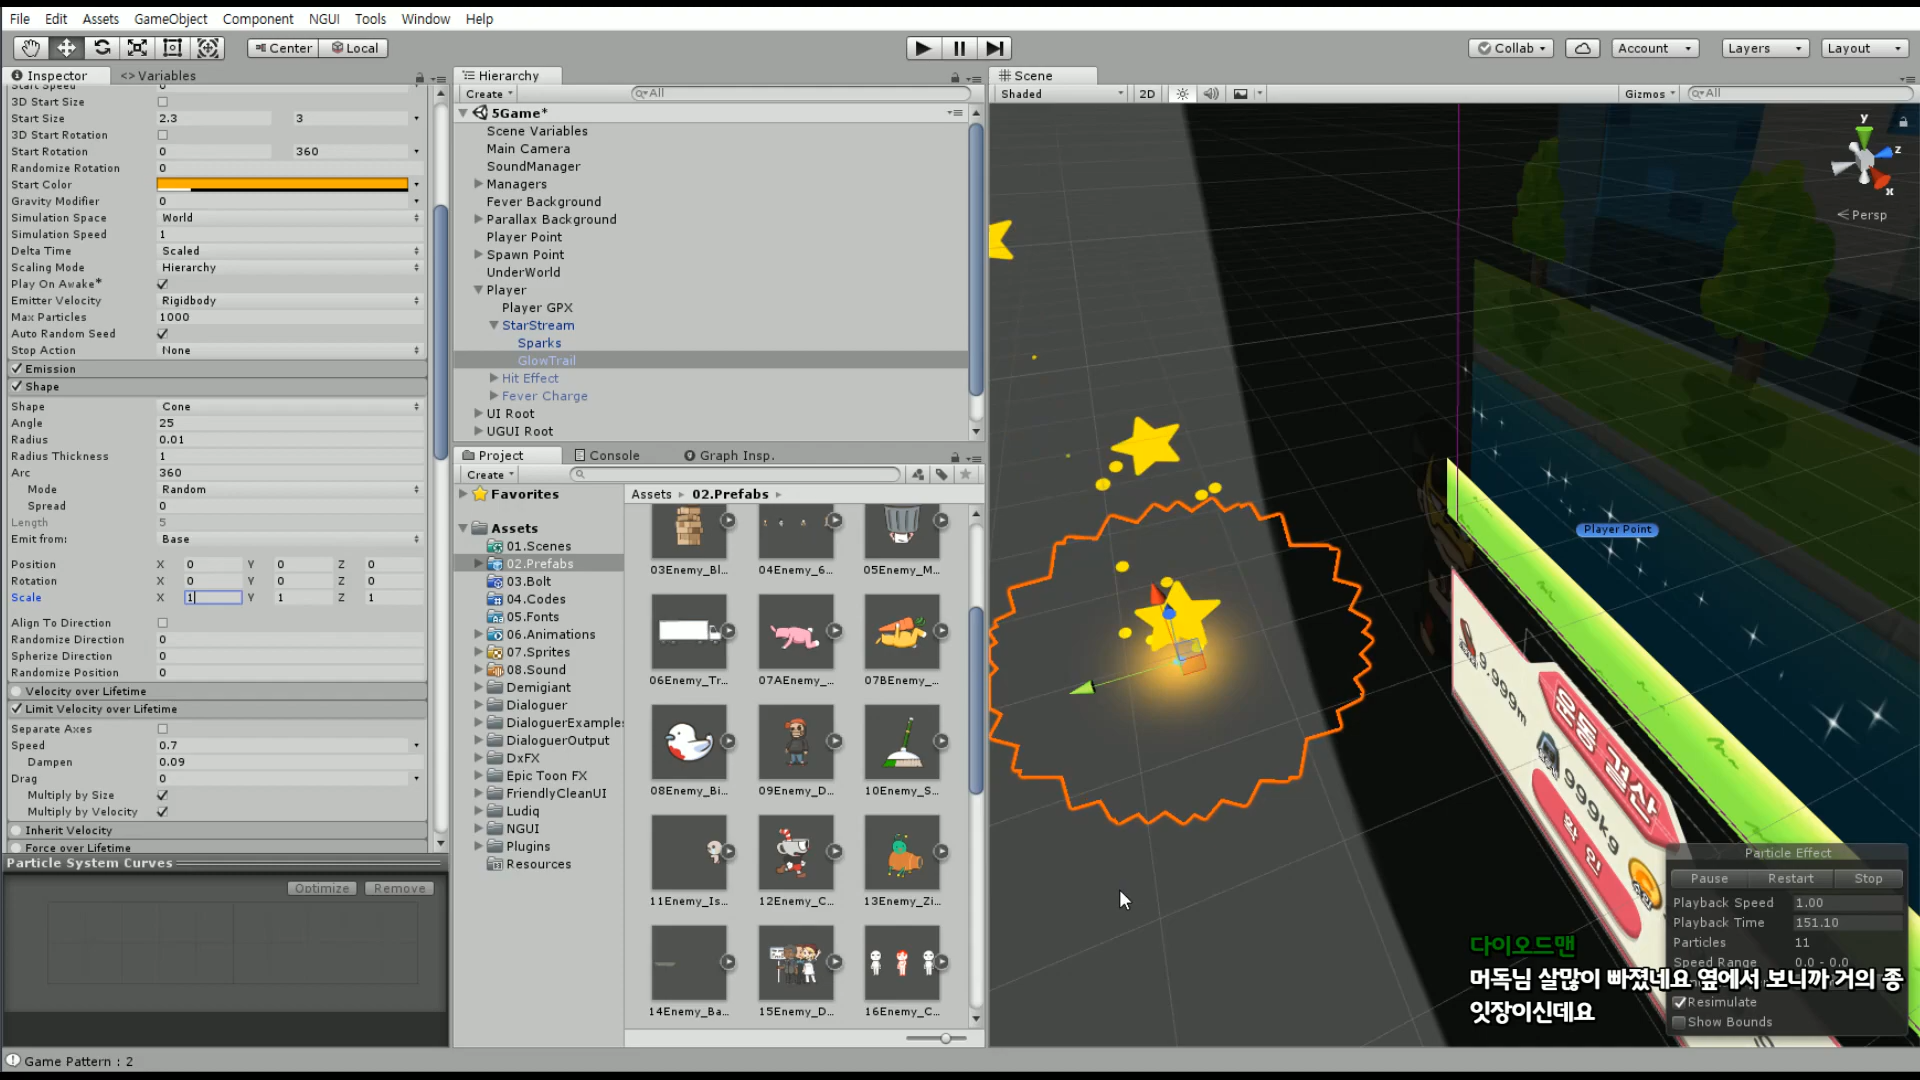 File Edit Assets GameObject Component NGUI Tools Window Help
Center Local Collab Account Layers Layout
Inspector <> Variables
Start Speed 0
3D Start Size
Start Size 2.3 3
3D Start Rotation
Start Rotation 0 360
Randomize Rotation 0
Start Color
Gravity Modifier 0
Simulation Space World
Simulation Speed 1
Delta Time Scaled
Scaling Mode Hierarchy
Play On Awake*
Emitter Velocity Rigidbody
Max Particles 1000
Auto Random Seed
Stop Action None
Emission
Shape
Shape Cone
Angle 25
Radius 0.01
Radius Thickness 1
Arc 360
Mode Random
Spread 0
Length 5
Emit from: Base
Position X 0 Y 0 Z 0
Rotation X 0 Y 0 Z 0
Scale X 1 Y 1 Z 1
Align To Direction
Randomize Direction 0
Spherize Direction 0
Randomize Position 0
Velocity over Lifetime
Limit Velocity over Lifetime
Separate Axes
Speed 0.7
Dampen 0.09
Drag 0
Multiply by Size
Multiply by Velocity
Inherit Velocity
Force over Lifetime
Particle System Curves
Optimize Remove
Game Pattern : 2
Hierarchy
Create All
5Game*
Scene Variables
Main Camera
SoundManager
Managers
Fever Background
Parallax Background
Player Point
Spawn Point
UnderWorld
Player
Player GPX
StarStream
Sparks
GlowTrail
Hit Effect
Fever Charge
UI Root
UGUI Root
Project Console Graph Insp.
Create
Favorites
Assets
01.Scenes
02.Prefabs
03.Bolt
04.Codes
05.Fonts
06.Animations
07.Sprites
08.Sound
Demigiant
Dialoguer
DialoguerExamples
DialoguerOutput
DxFX
Epic Toon FX
FriendlyCleanUI
Ludiq
NGUI
Plugins
Resources
Assets 02.Prefabs
03Enemy_Bl... 04Enemy_6... 05Enemy_M...
06Enemy_Tr... 07AEnemy_... 07BEnemy_...
08Enemy_Bi... 09Enemy_D... 10Enemy_S...
11Enemy_Is... 12Enemy_C... 13Enemy_Zi...
14Enemy_Ba... 15Enemy_D... 16Enemy_C...
Scene
Shaded 2D Gizmos All
y
z
x
Persp
Player Point
운동 결산
9.999m
999kg
확 인
Particle Effect
Pause Restart Stop
Playback Speed 1.00
Playback Time 151.10
Particles 11
Speed Range 0.0 - 0.0
Resimulate
Show Bounds
다이오드맨
머독님 살많이 빠졌네요 옆에서 보니까 거의 종
잇장이신데요